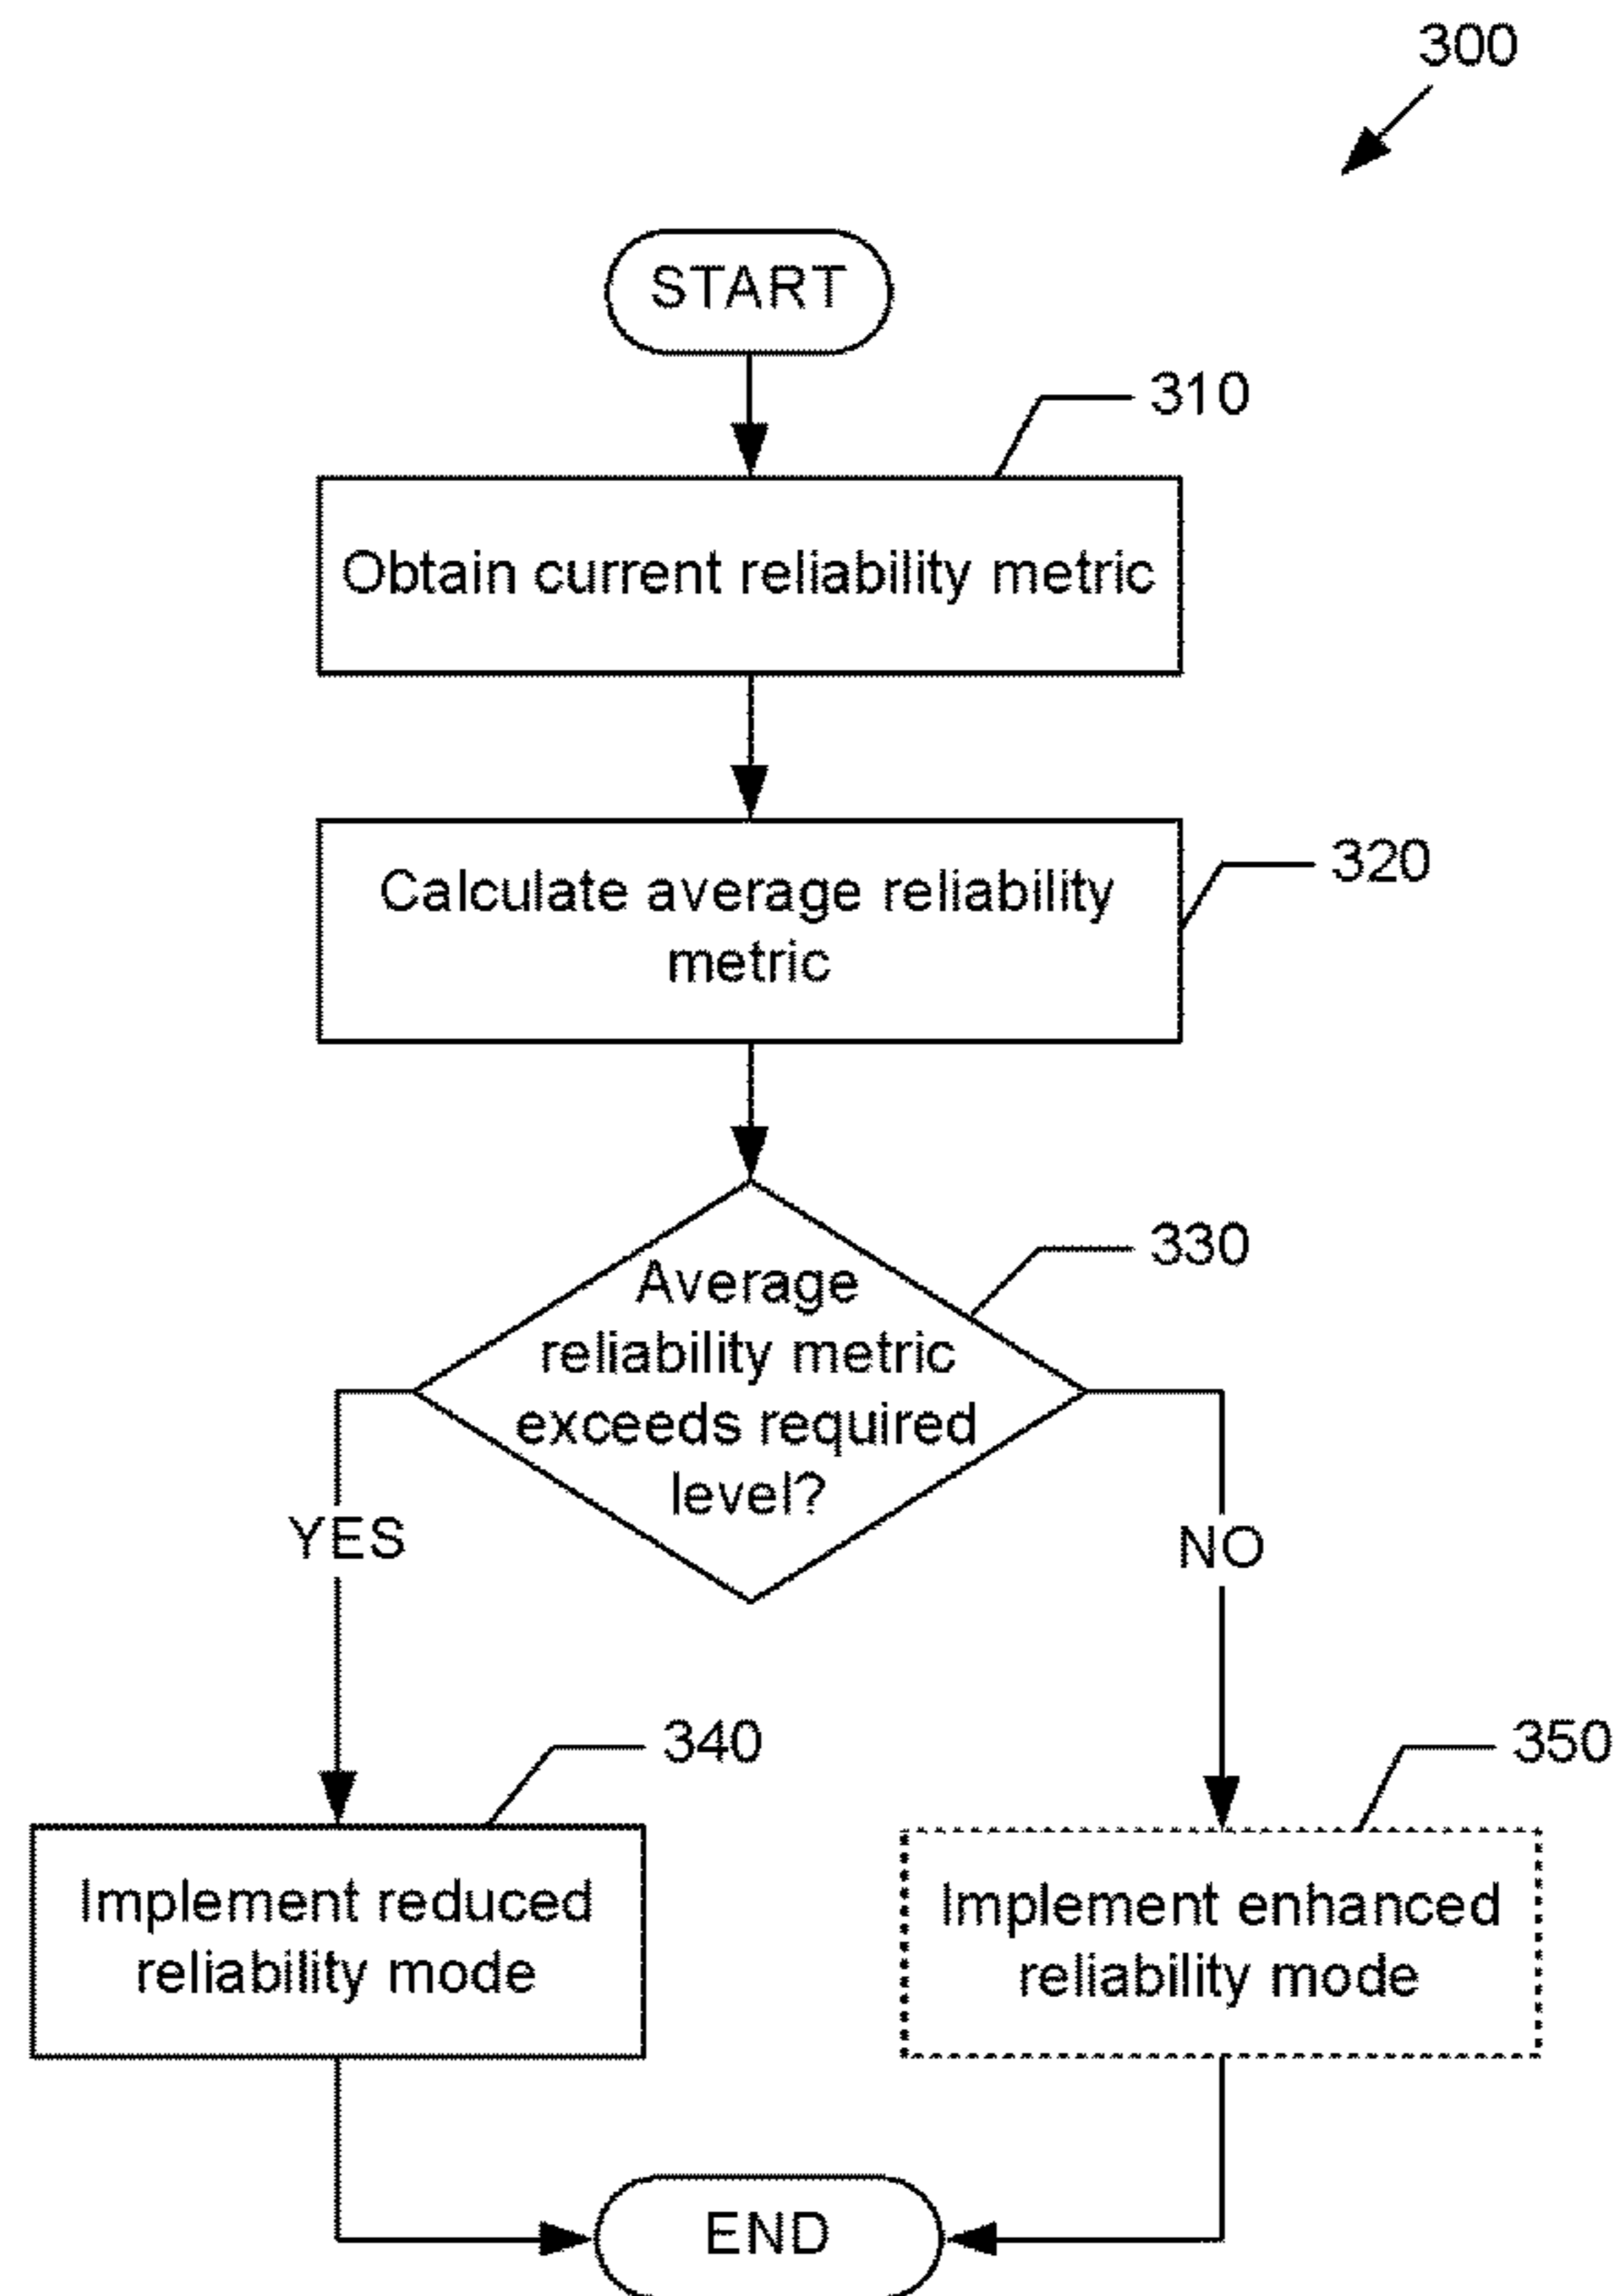 300
START
310
Obtain current reliability metric
320
Calculate average reliability
metric
330
Average
reliability metric
exceeds required
level?
YES
NO
340
350
Implement reduced
reliability mode
Implement enhanced
reliability mode
END